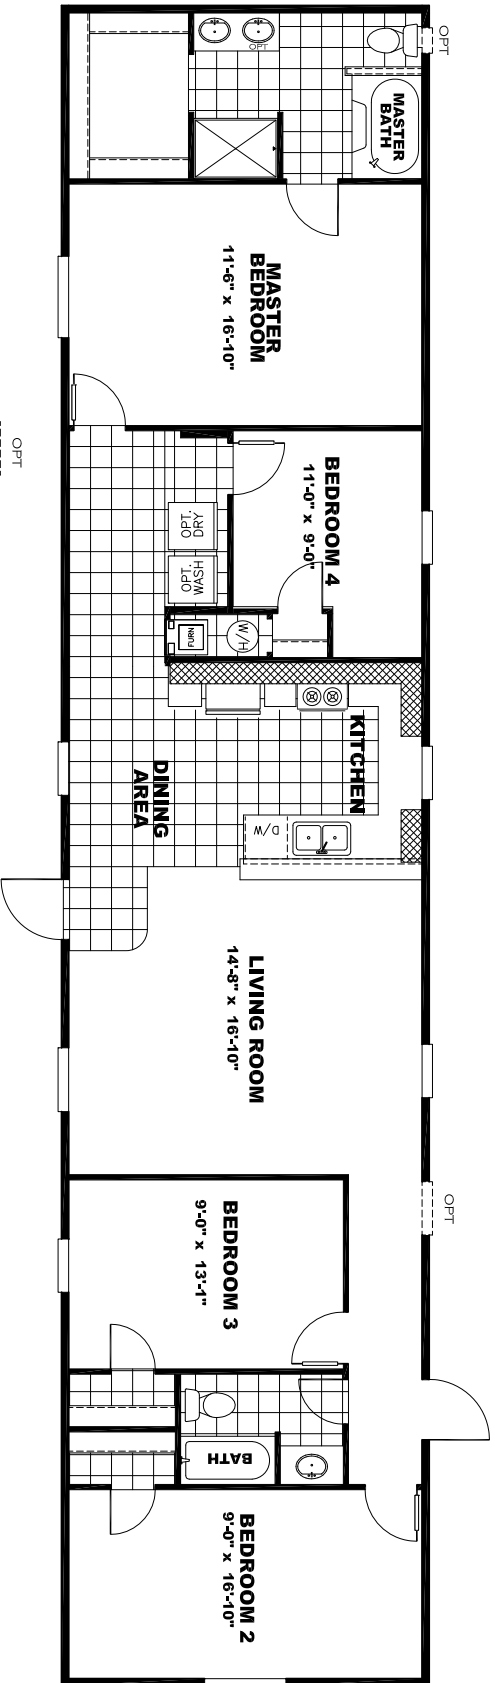 OPT
OPT
MASTER
BATH
MASTER
BEDROOM
11'-6" x 16'-10"
OPT
BEDROOM 4
11'-0" x 9'-0"
OPT.
DRY
OPT.
WASH
FURN
W/H
KITCHEN
DINING
AREA
D/W
LIVING ROOM
14'-8" x 16'-10"
OPT
BEDROOM 3
9'-0" x 13'-1"
BATH
BEDROOM 2
9'-0" x 16'-10"